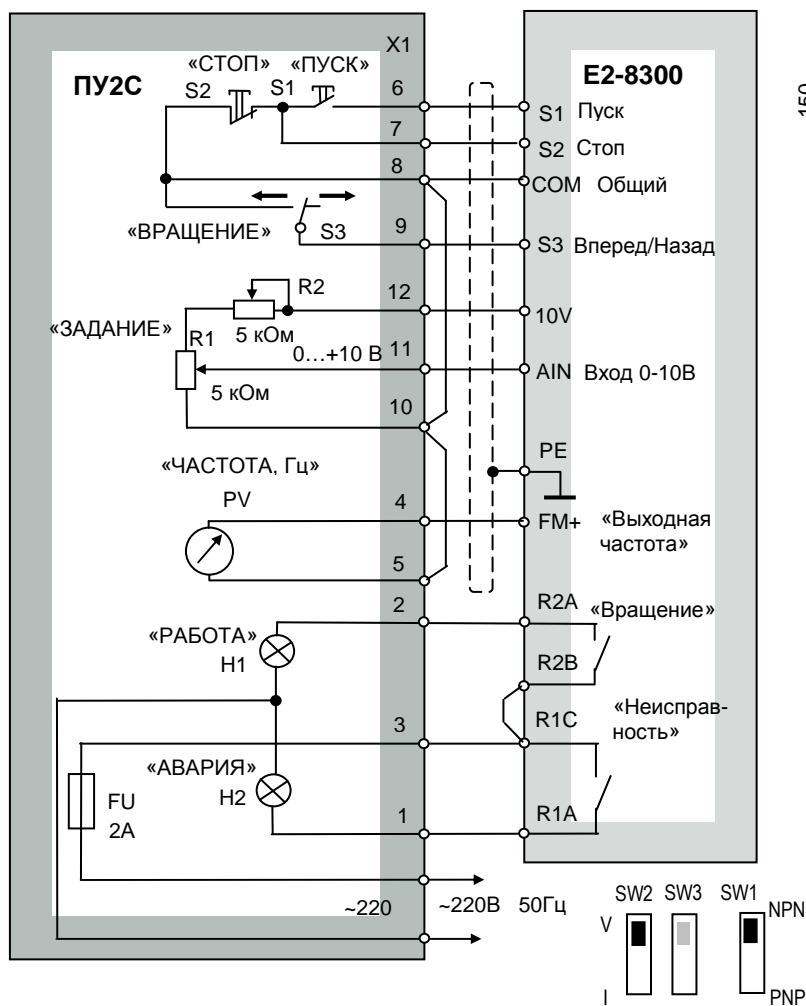 X1
ПУ2С
Е2-8300
150
«СТОП» «ПУСК»
S2 S1
6
S1 Пуск
7
S2 Стоп
8
COM Общий
«ВРАЩЕНИЕ»
S3
9
S3 Вперед/Назад
R2
12
10V
«ЗАДАНИЕ»
R1
5 кОм
0…+10 В
11
AIN Вход 0-10В
5 кОм
10
PE
«ЧАСТОТА, Гц»
PV
4
FM+ «Выходная
частота»
5
2
R2A «Вращение»
«РАБОТА»
H1
R2B
3
R1C «Неисправ-
ность»
«АВАРИЯ»
H2
FU
2А
1
R1A
~220 ~220В 50Гц
SW2 SW3 SW1
V
NPN
I
PNP